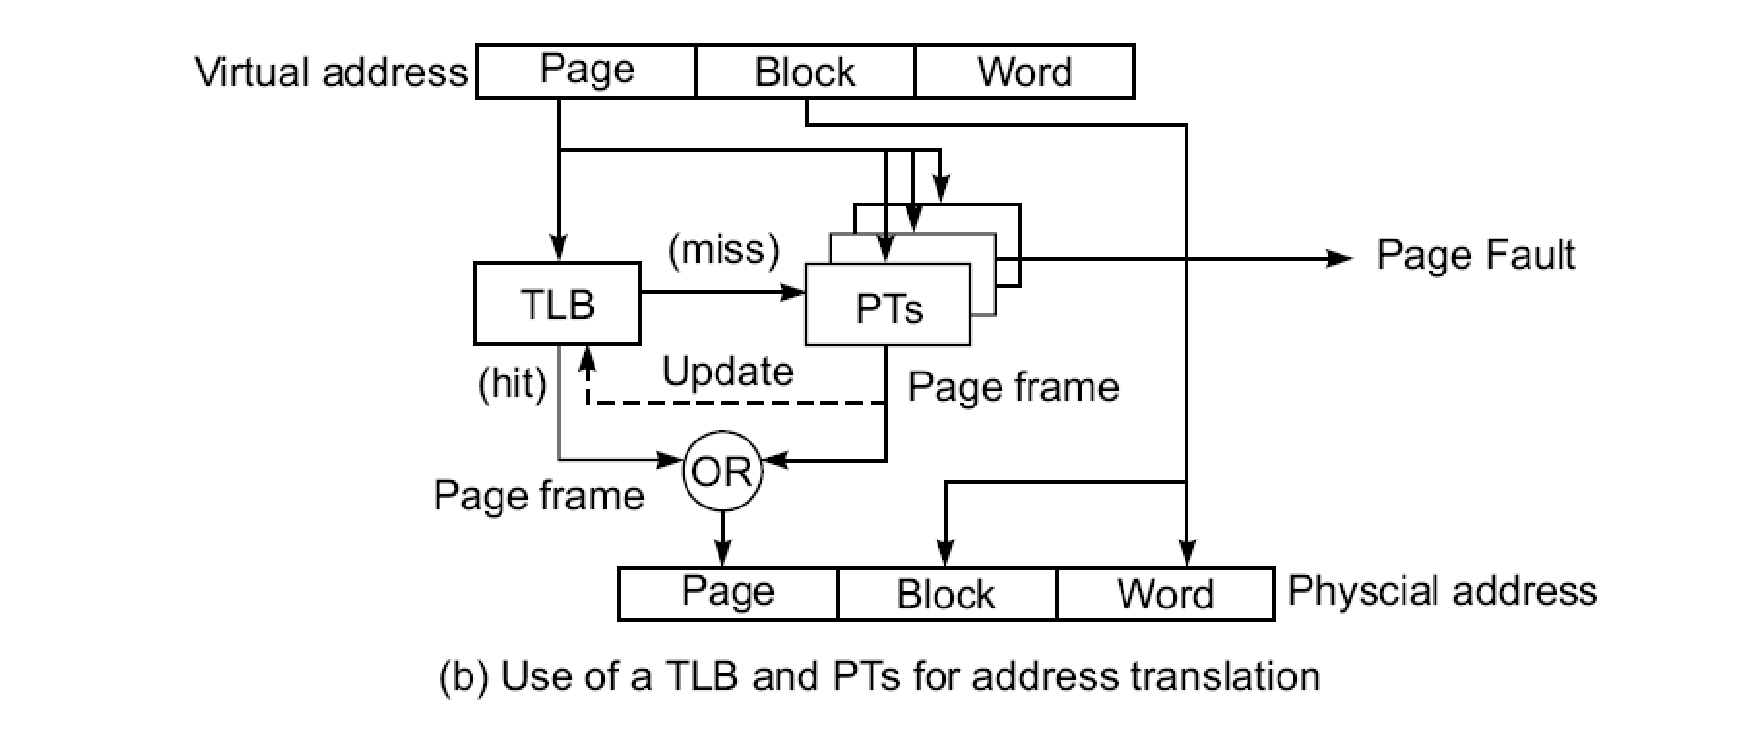 Virtual address Page Block Word
(miss)
Page Fault
TLB
PTs
(hit)
Update
Page frame
OR
Page frame
Page Block Word Physcial address
(b) Use of a TLB and PTs for address translation